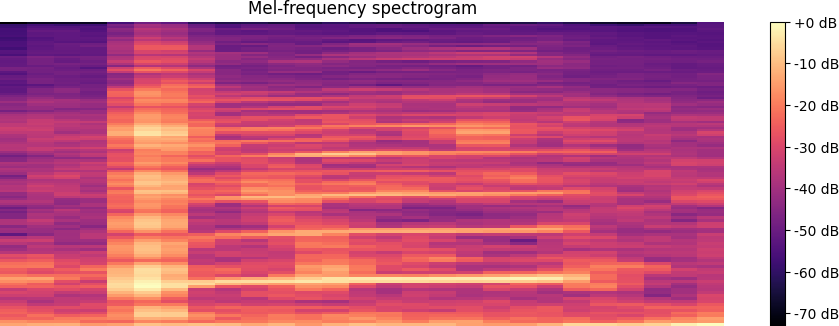 Mel-frequency spectrogram
+0 dB
-10 dB
-20 dB
-30 dB
-40 dB
-50 dB
-60 dB
-70 dB